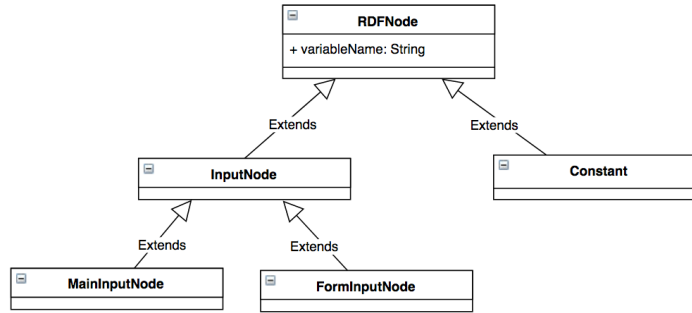 RDFNode
+ variableName: String
Extends
Extends
InputNode
Constant
Extends
Extends
MainInputNode
FormInputNode